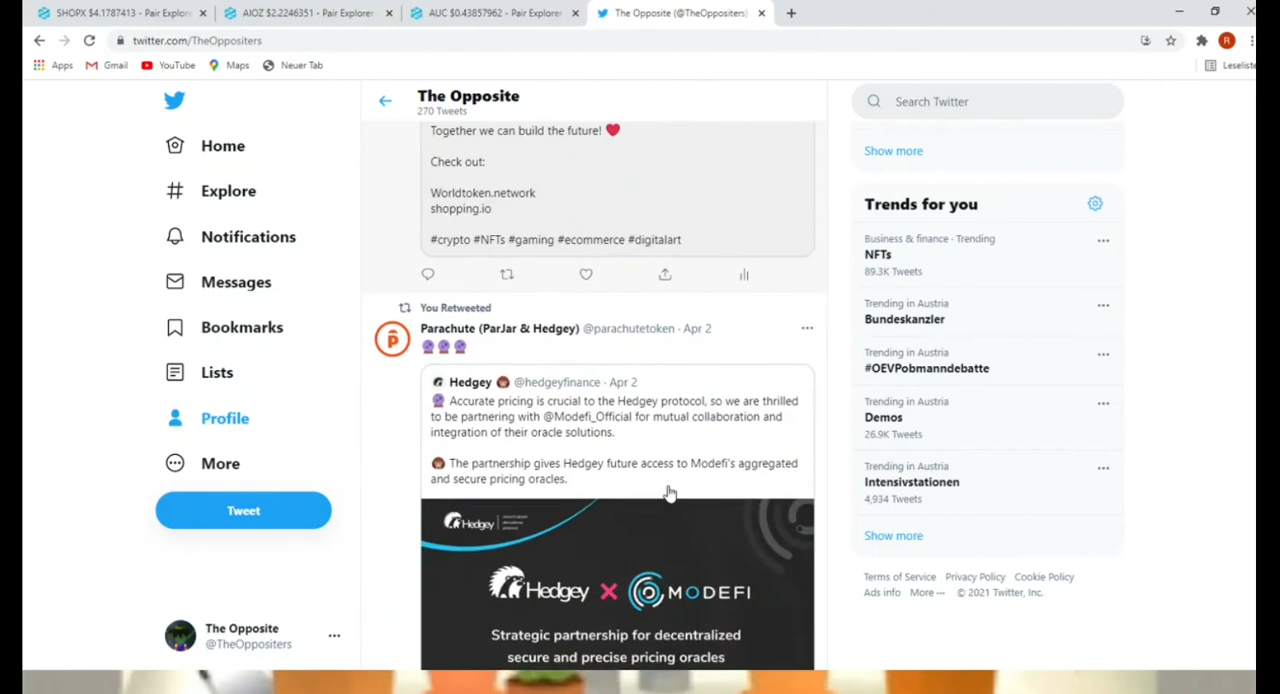 SHOPX $4.1787413 - Pair Explorer
AIOZ $2.2246351 - Pair Explorer
AUC $0.43857962 - Pair Explorer
The Opposite (@TheOppositers)
twitter.com/TheOppositers
R
Apps
Gmail
YouTube
Maps
Neuer Tab
Leseliste
Home
Explore
Notifications
Messages
Bookmarks
Lists
Profile
More
Tweet
The Opposite
@TheOppositers
The Opposite
270 Tweets
Together we can build the future! ❤️
Check out:
Worldtoken.network
shopping.io
#crypto #NFTs #gaming #ecommerce #digitalart
You Retweeted
Parachute (ParJar & Hedgey) @parachutetoken · Apr 2
🔮🔮🔮
Hedgey @hedgeyfinance · Apr 2
🔮 Accurate pricing is crucial to the Hedgey protocol, so we are thrilled
to be partnering with @Modefi_Official for mutual collaboration and
integration of their oracle solutions.
The partnership gives Hedgey future access to Modefi's aggregated
and secure pricing oracles.
Hedgey
Hedgey X MODEFI
Strategic partnership for decentralized
secure and precise pricing oracles
Search Twitter
Show more
Trends for you
Business & finance · Trending
NFTs
89.3K Tweets
Trending in Austria
Bundeskanzler
Trending in Austria
#OEVPobmanndebatte
Trending in Austria
Demos
26.9K Tweets
Trending in Austria
Intensivstationen
4,934 Tweets
Show more
Terms of Service Privacy Policy Cookie Policy
Ads info More ··· © 2021 Twitter, Inc.